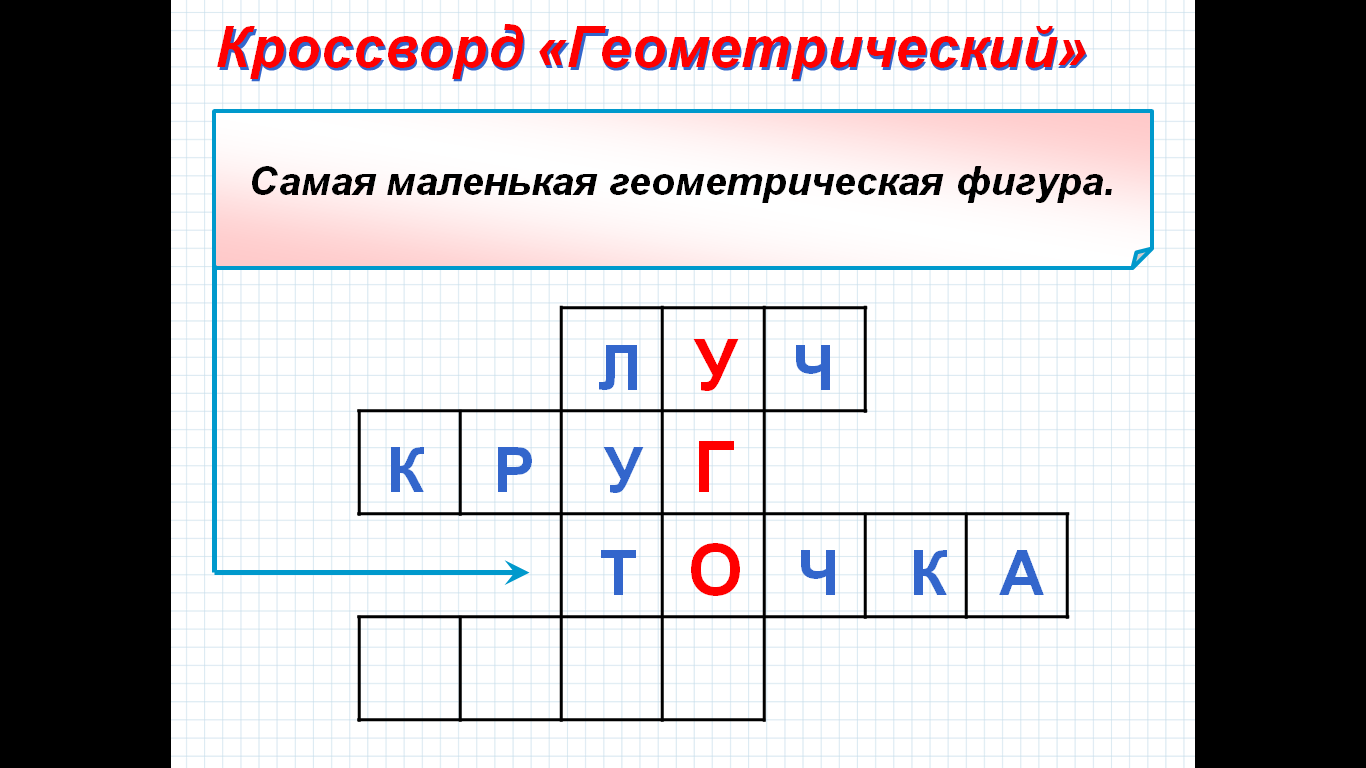 Кроссворд «Геометрический»
Самая маленькая геометрическая фигура.
Л У Ч
К Р У Г
Т О Ч К А